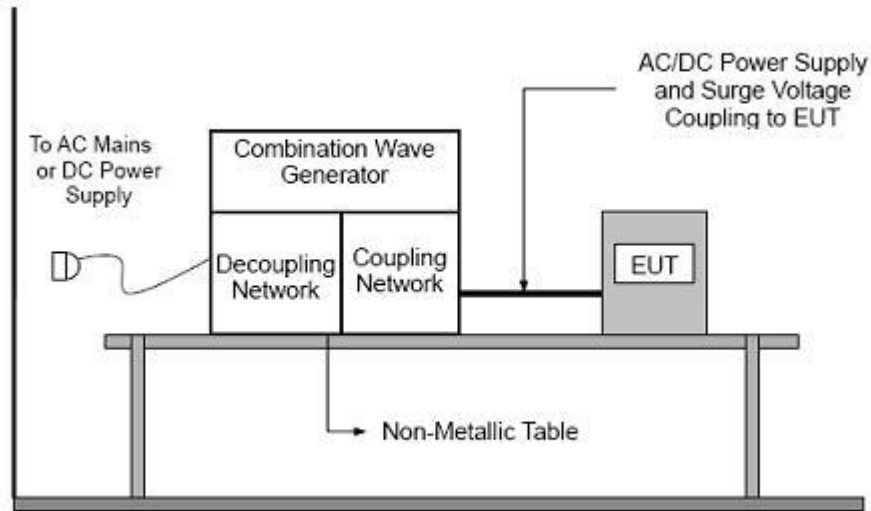 AC/DC Power Supply
and Surge Voltage
Coupling to EUT
To AC Mains
or DC Power
Supply
Combination Wave
Generator
Decoupling
Network
Coupling
Network
EUT
Non-Metallic Table